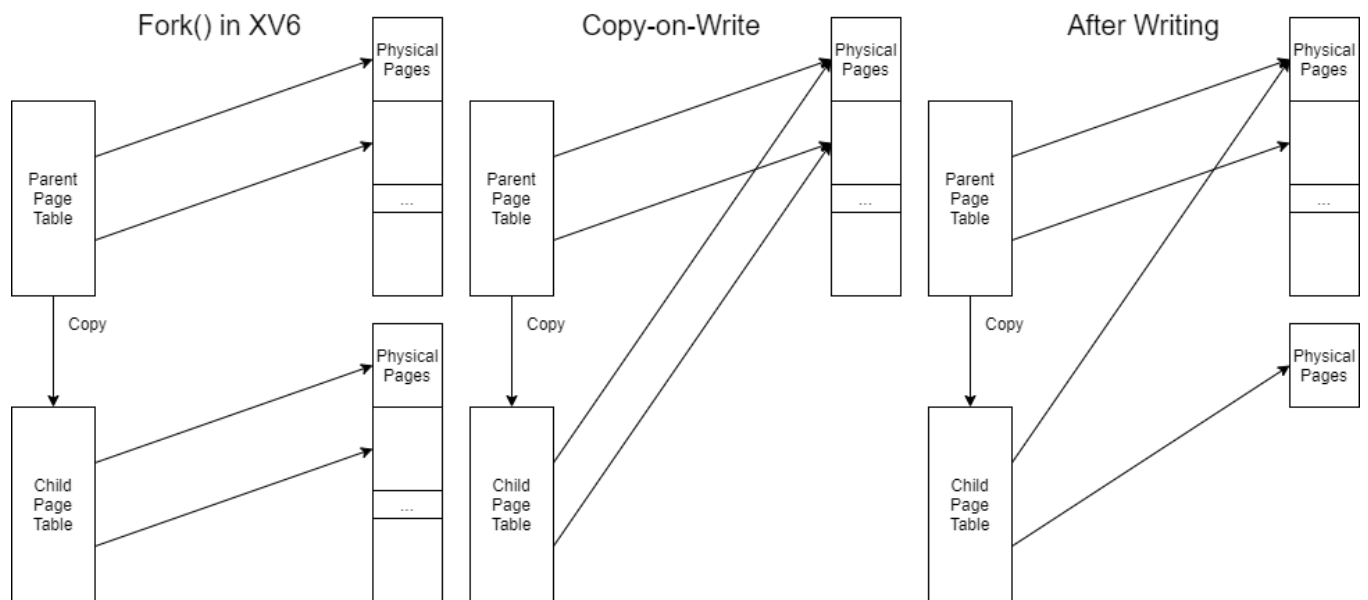 Fork() in XV6
Physical
Pages
Parent
Page
Table
...
Copy
Physical
Pages
Child
Page
Table
...
Copy-on-Write
Physical
Pages
Parent
Page
Table
...
Copy
Child
Page
Table
After Writing
Physical
Pages
Parent
Page
Table
...
Copy
Physical
Pages
Child
Page
Table